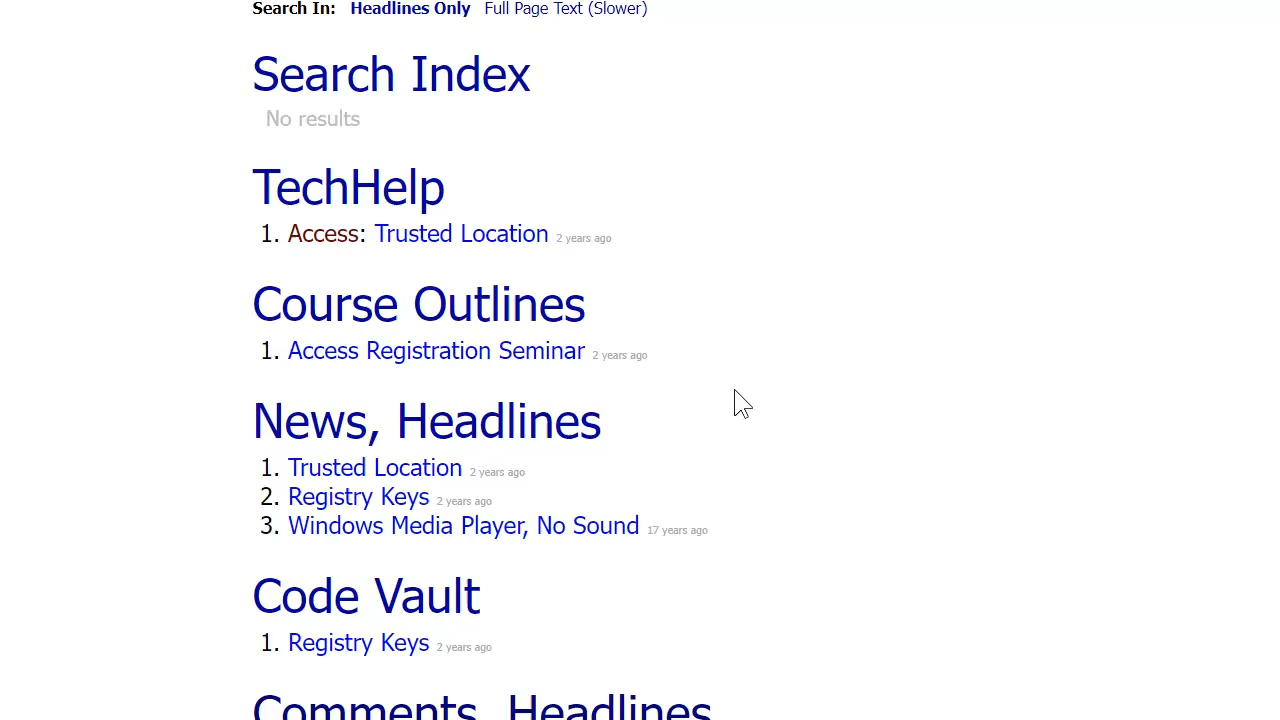 Search In: Headlines Only Full Page Text (Slower)
Search Index
No results
TechHelp
1. Access: Trusted Location 2 years ago
Course Outlines
1. Access Registration Seminar 2 years ago
News, Headlines
1. Trusted Location 2 years ago
2. Registry Keys 2 years ago
3. Windows Media Player, No Sound 17 years ago
Code Vault
1. Registry Keys 2 years ago
Comments, Headlines